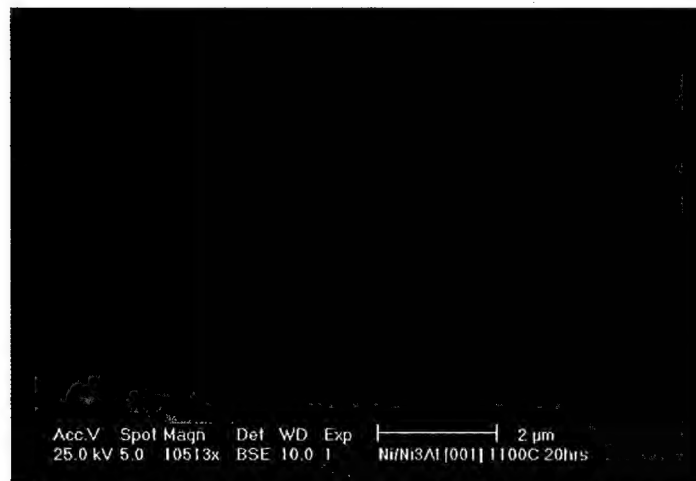 Acc.V Spot Magn Det WD Exp 2 µm
25.0 kV 5.0 10513x BSE 10.0 1 Ni/Ni3Al [001] 1100C 20hrs